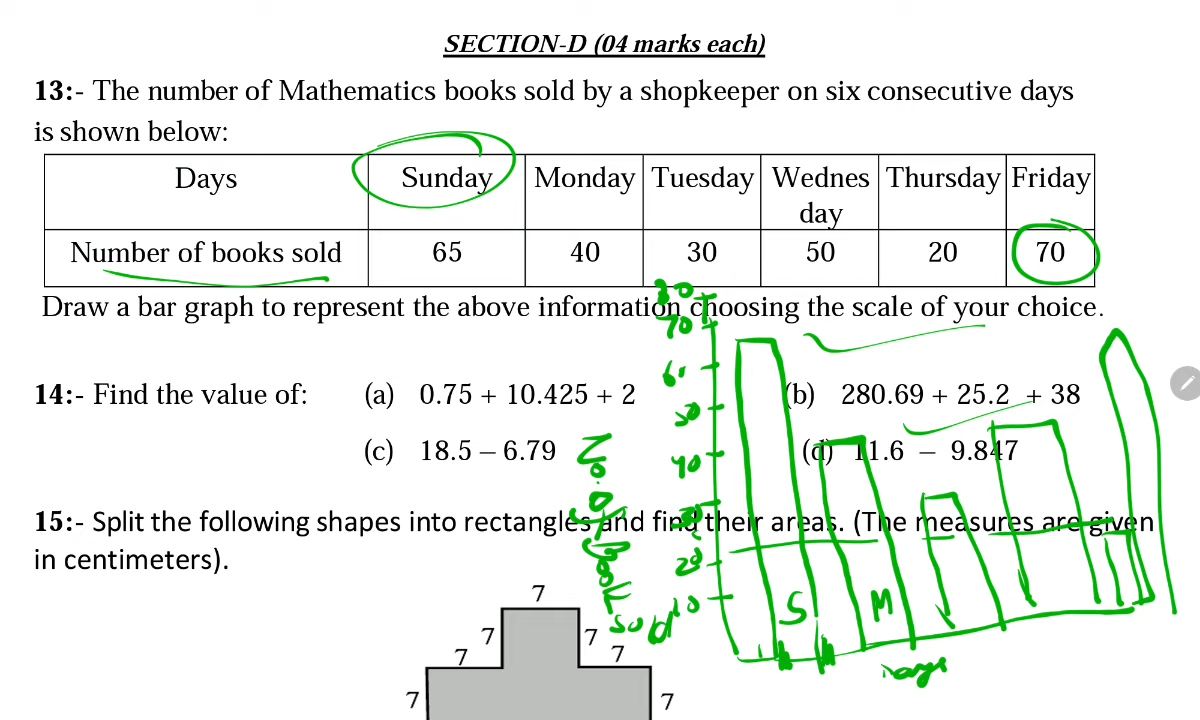 SECTION-D (04 marks each)
13:- The number of Mathematics books sold by a shopkeeper on six consecutive days
is shown below:
Days Sunday Monday Tuesday Wednes Thursday Friday
day
Number of books sold 65 40 30 50 20 70
Draw a bar graph to represent the above information choosing the scale of your choice.
80
70
60
50
40
20
10
No. of book
sold
S M
14:- Find the value of: (a) 0.75 + 10.425 + 2 (b) 280.69 + 25.2 + 38
(c) 18.5 – 6.79 (d) 11.6 – 9.847
15:- Split the following shapes into rectangles and find their areas. (The measures are given
in centimeters).
7
7 7
7 7
7 7